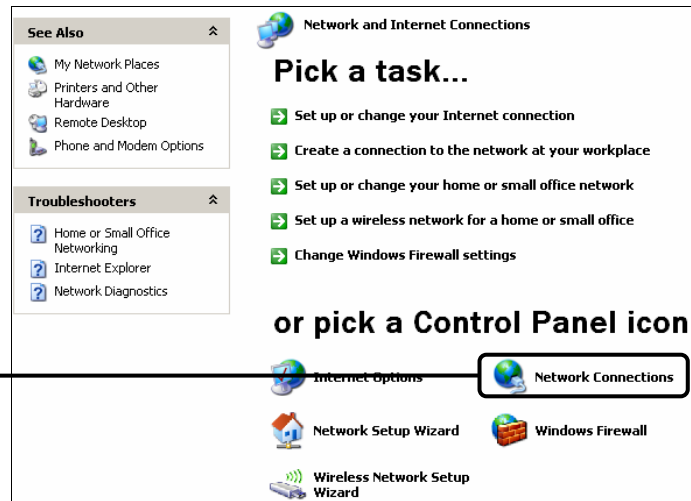 See Also
My Network Places
Printers and Other
Hardware
Remote Desktop
Phone and Modem Options
Troubleshooters
Home or Small Office
Networking
Internet Explorer
Network Diagnostics
Network and Internet Connections
Pick a task...
Set up or change your Internet connection
Create a connection to the network at your workplace
Set up or change your home or small office network
Set up a wireless network for a home or small office
Change Windows Firewall settings
or pick a Control Panel icon
Internet Options
Network Connections
Network Setup Wizard
Windows Firewall
Wireless Network Setup
Wizard